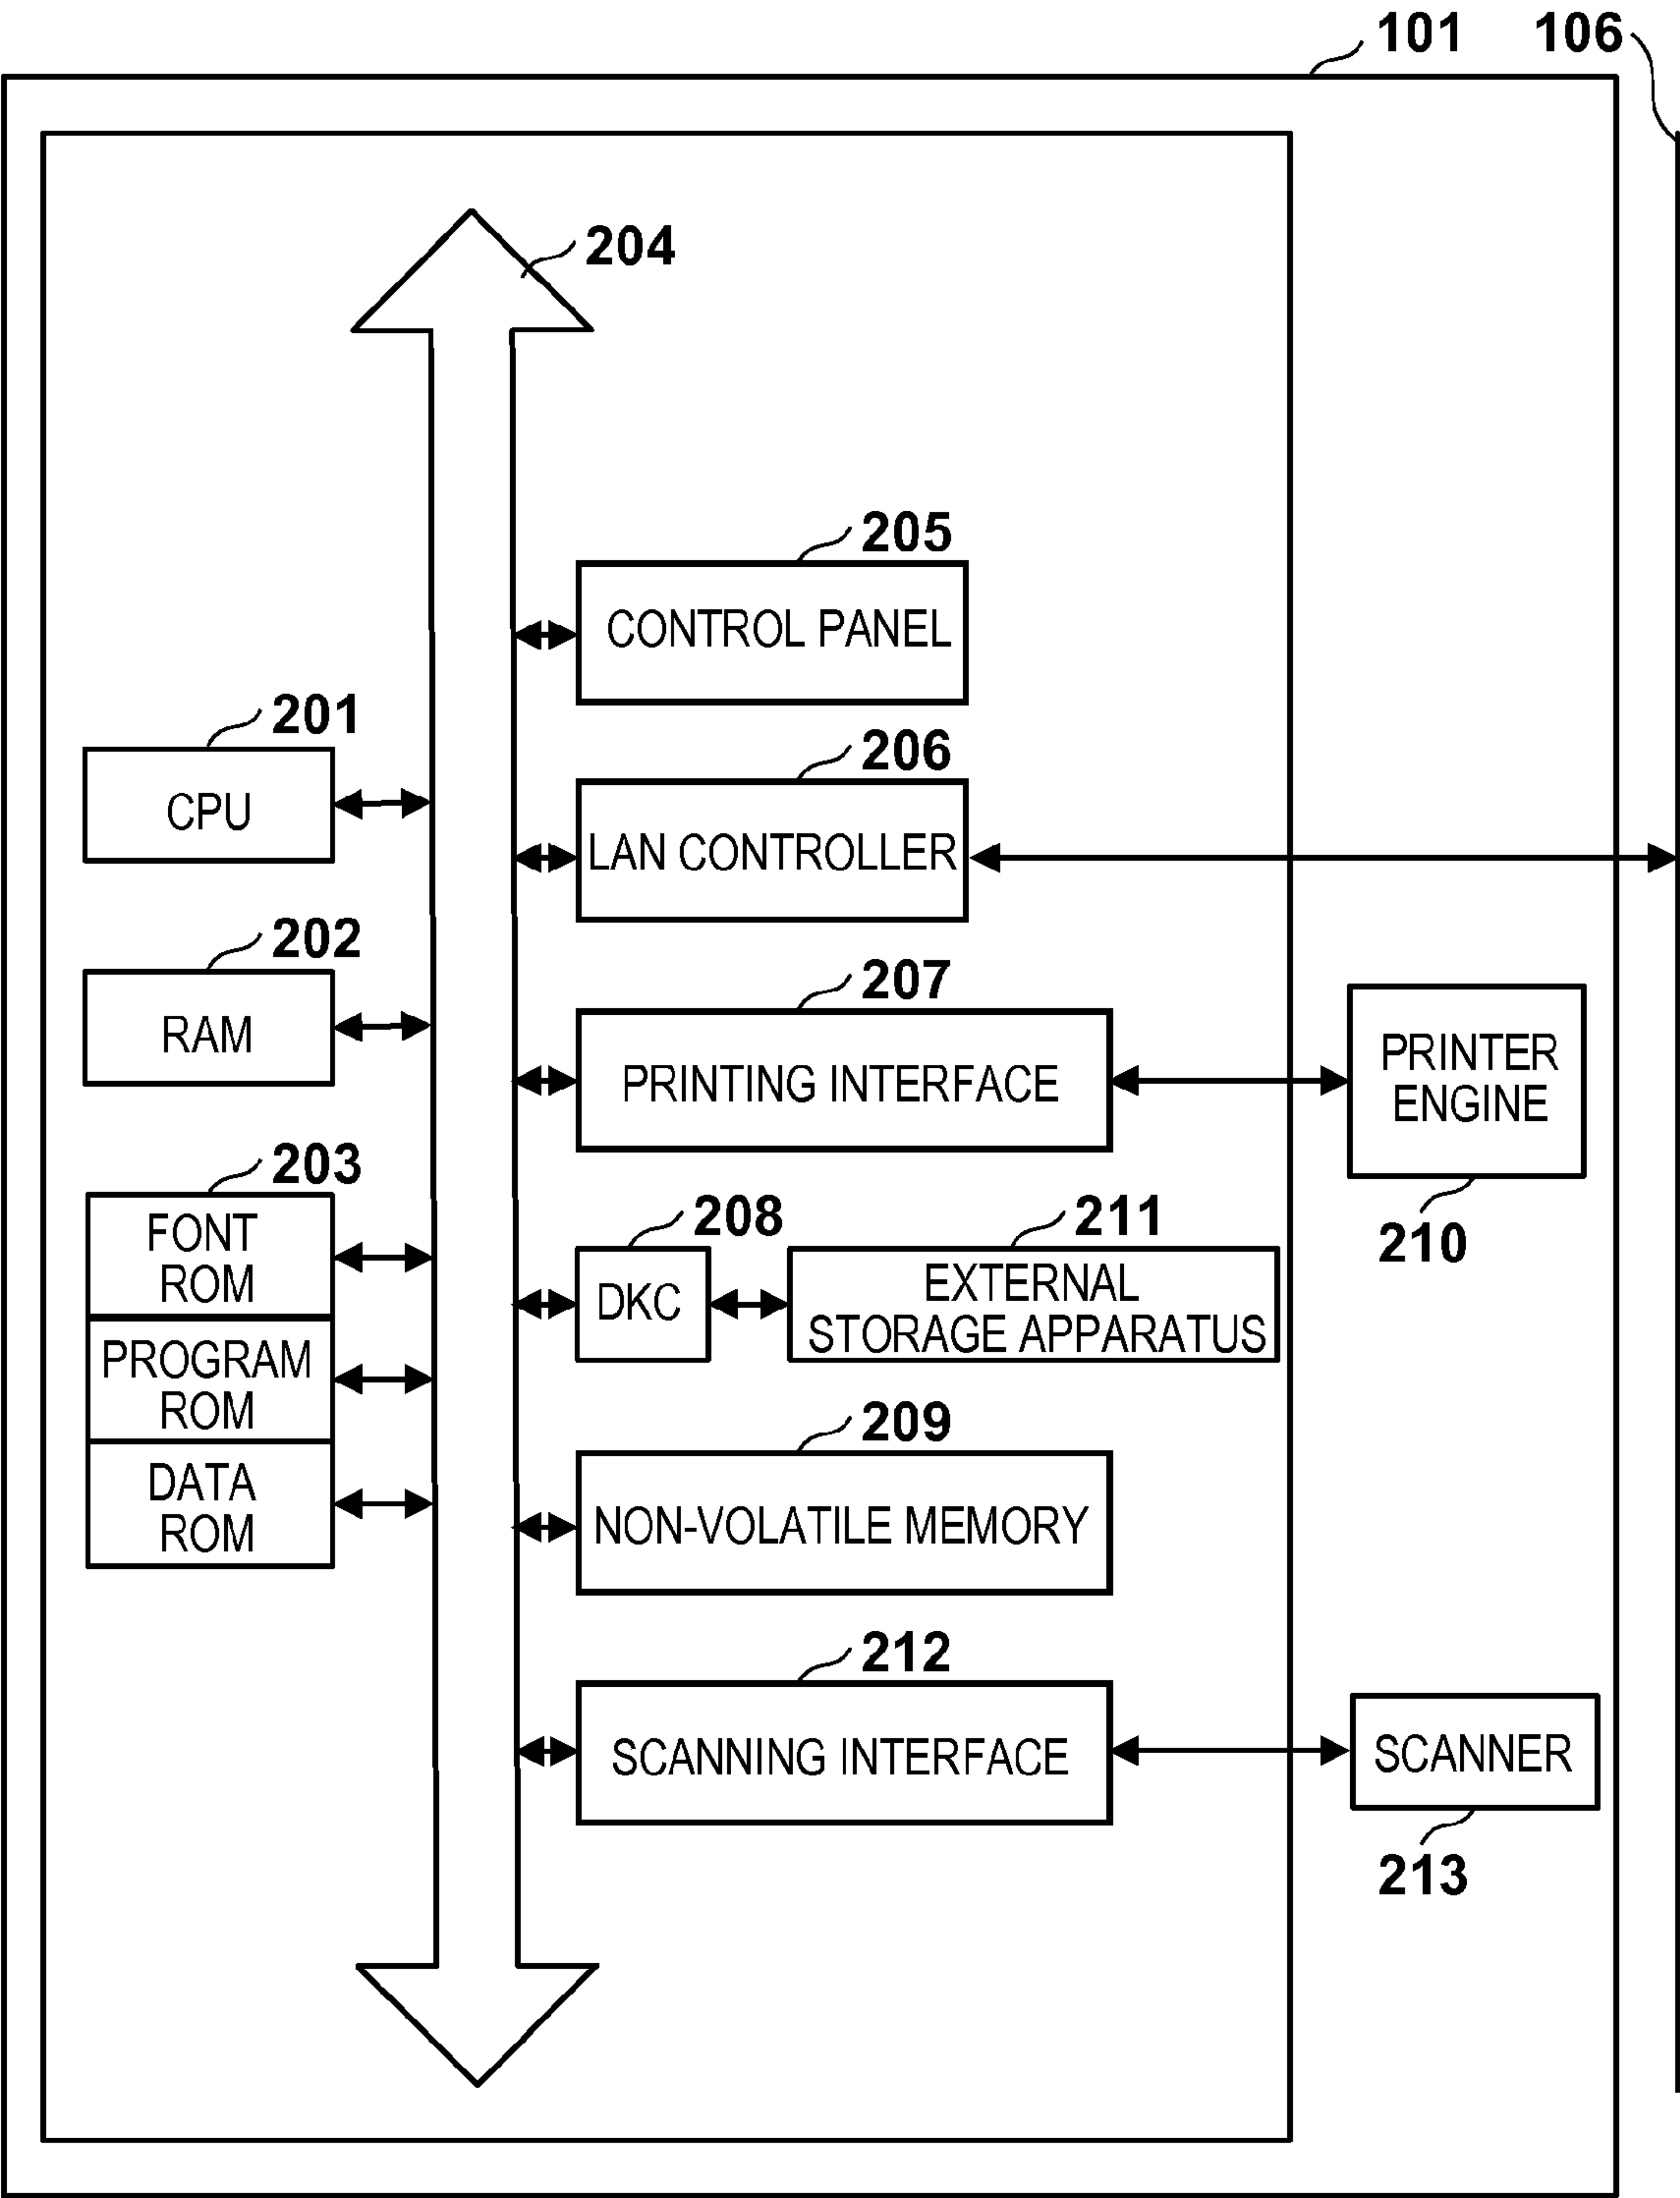 101
106
204
205
CONTROL PANEL
201
CPU
206
LAN CONTROLLER
202
RAM
207
PRINTING INTERFACE
PRINTER
ENGINE
210
203
FONT
ROM
PROGRAM
ROM
DATA
ROM
208
DKC
211
EXTERNAL
STORAGE APPARATUS
209
NON-VOLATILE MEMORY
212
SCANNING INTERFACE
SCANNER
213